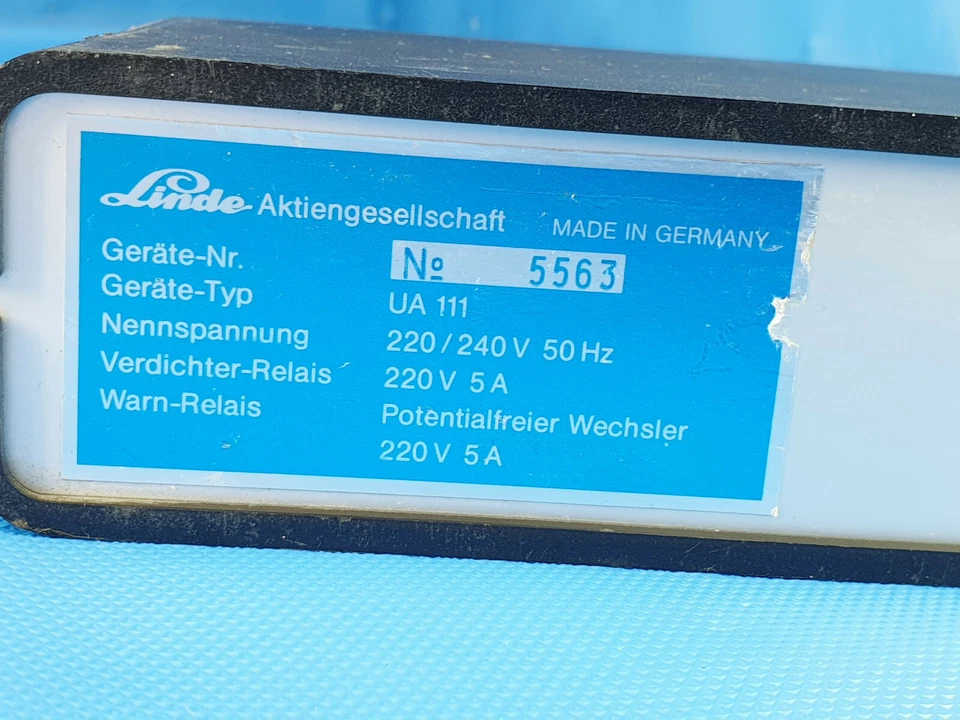 Linde Aktiengesellschaft MADE IN GERMANY
Geräte-Nr. № 5563
Geräte-Typ UA 111
Nennspannung 220/240 V 50 Hz
Verdichter-Relais 220 V 5 A
Warn-Relais Potentialfreier Wechsler
220 V 5 A